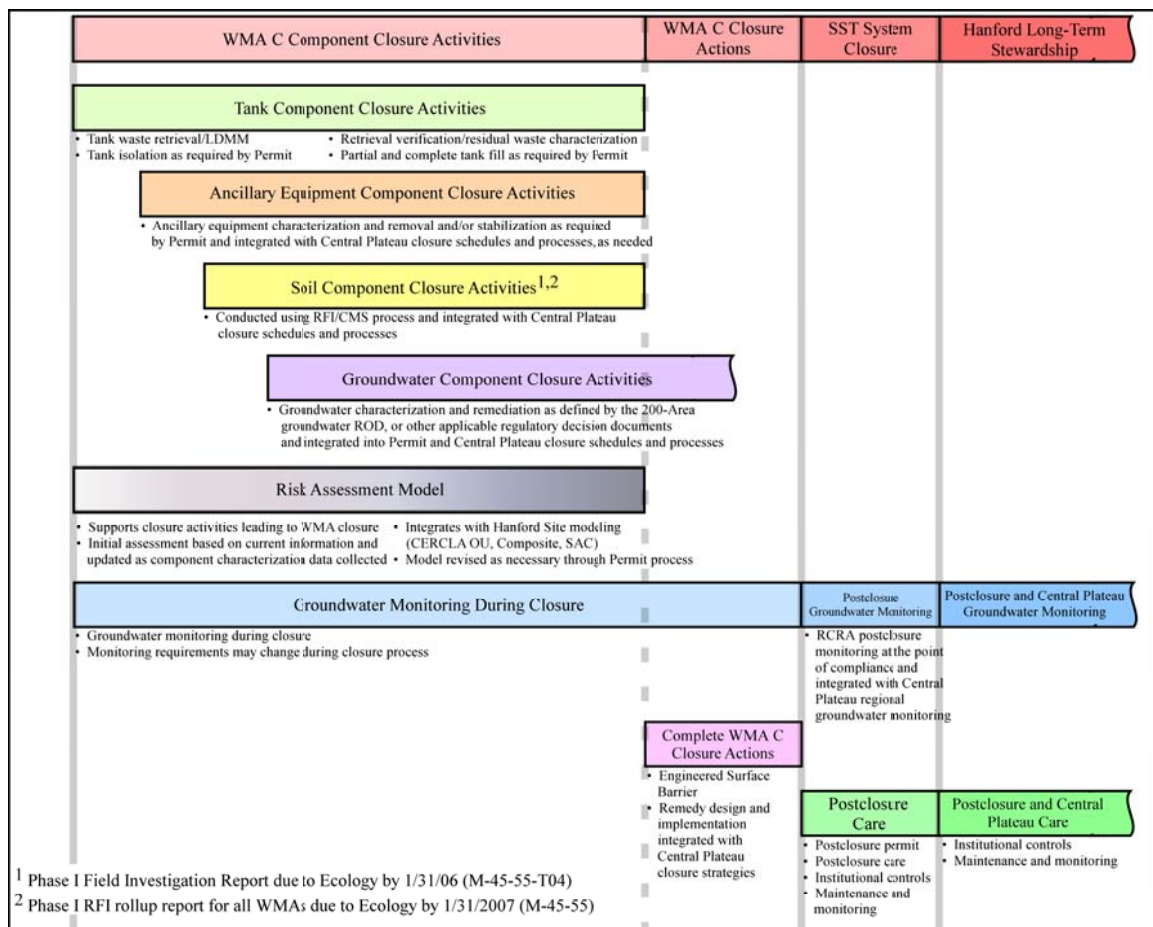 WMA C Component Closure Activities
WMA C Closure
Actions
SST System
Closure
Hanford Long-Term
Stewardship
Tank Component Closure Activities
• Tank waste retrieval/LDMM
• Tank isolation as required by Permit
• Retrieval verification/residual waste characterization
• Partial and complete tank fill as required by Permit
Ancillary Equipment Component Closure Activities
• Ancillary equipment characterization and removal and/or stabilization as required
by Permit and integrated with Central Plateau closure schedules and processes, as needed
Soil Component Closure Activities1,2
• Conducted using RFI/CMS process and integrated with Central Plateau
closure schedules and processes
Groundwater Component Closure Activities
• Groundwater characterization and remediation as defined by the 200-Area
groundwater ROD, or other applicable regulatory decision documents
and integrated into Permit and Central Plateau closure schedules and processes
Risk Assessment Model
• Supports closure activities leading to WMA closure
• Initial assessment based on current information and
updated as component characterization data collected
• Integrates with Hanford Site modeling
(CERCLA OU, Composite, SAC)
• Model revised as necessary through Permit process
Groundwater Monitoring During Closure
Postclosure
Groundwater Monitoring
Postclosure and Central Plateau
Groundwater Monitoring
• Groundwater monitoring during closure
• Monitoring requirements may change during closure process
• RCRA postclosure
monitoring at the point
of compliance and
integrated with Central
Plateau regional
groundwater monitoring
Complete WMA C
Closure Actions
• Engineered Surface
Barrier
• Remedy design and
implementation
integrated with
Central Plateau
closure strategies
Postclosure
Care
Postclosure and Central
Plateau Care
• Postclosure permit
• Postclosure care
• Institutional controls
• Maintenance and
monitoring
• Institutional controls
• Maintenance and monitoring
1 Phase I Field Investigation Report due to Ecology by 1/31/06 (M-45-55-T04)
2 Phase I RFI rollup report for all WMAs due to Ecology by 1/31/2007 (M-45-55)